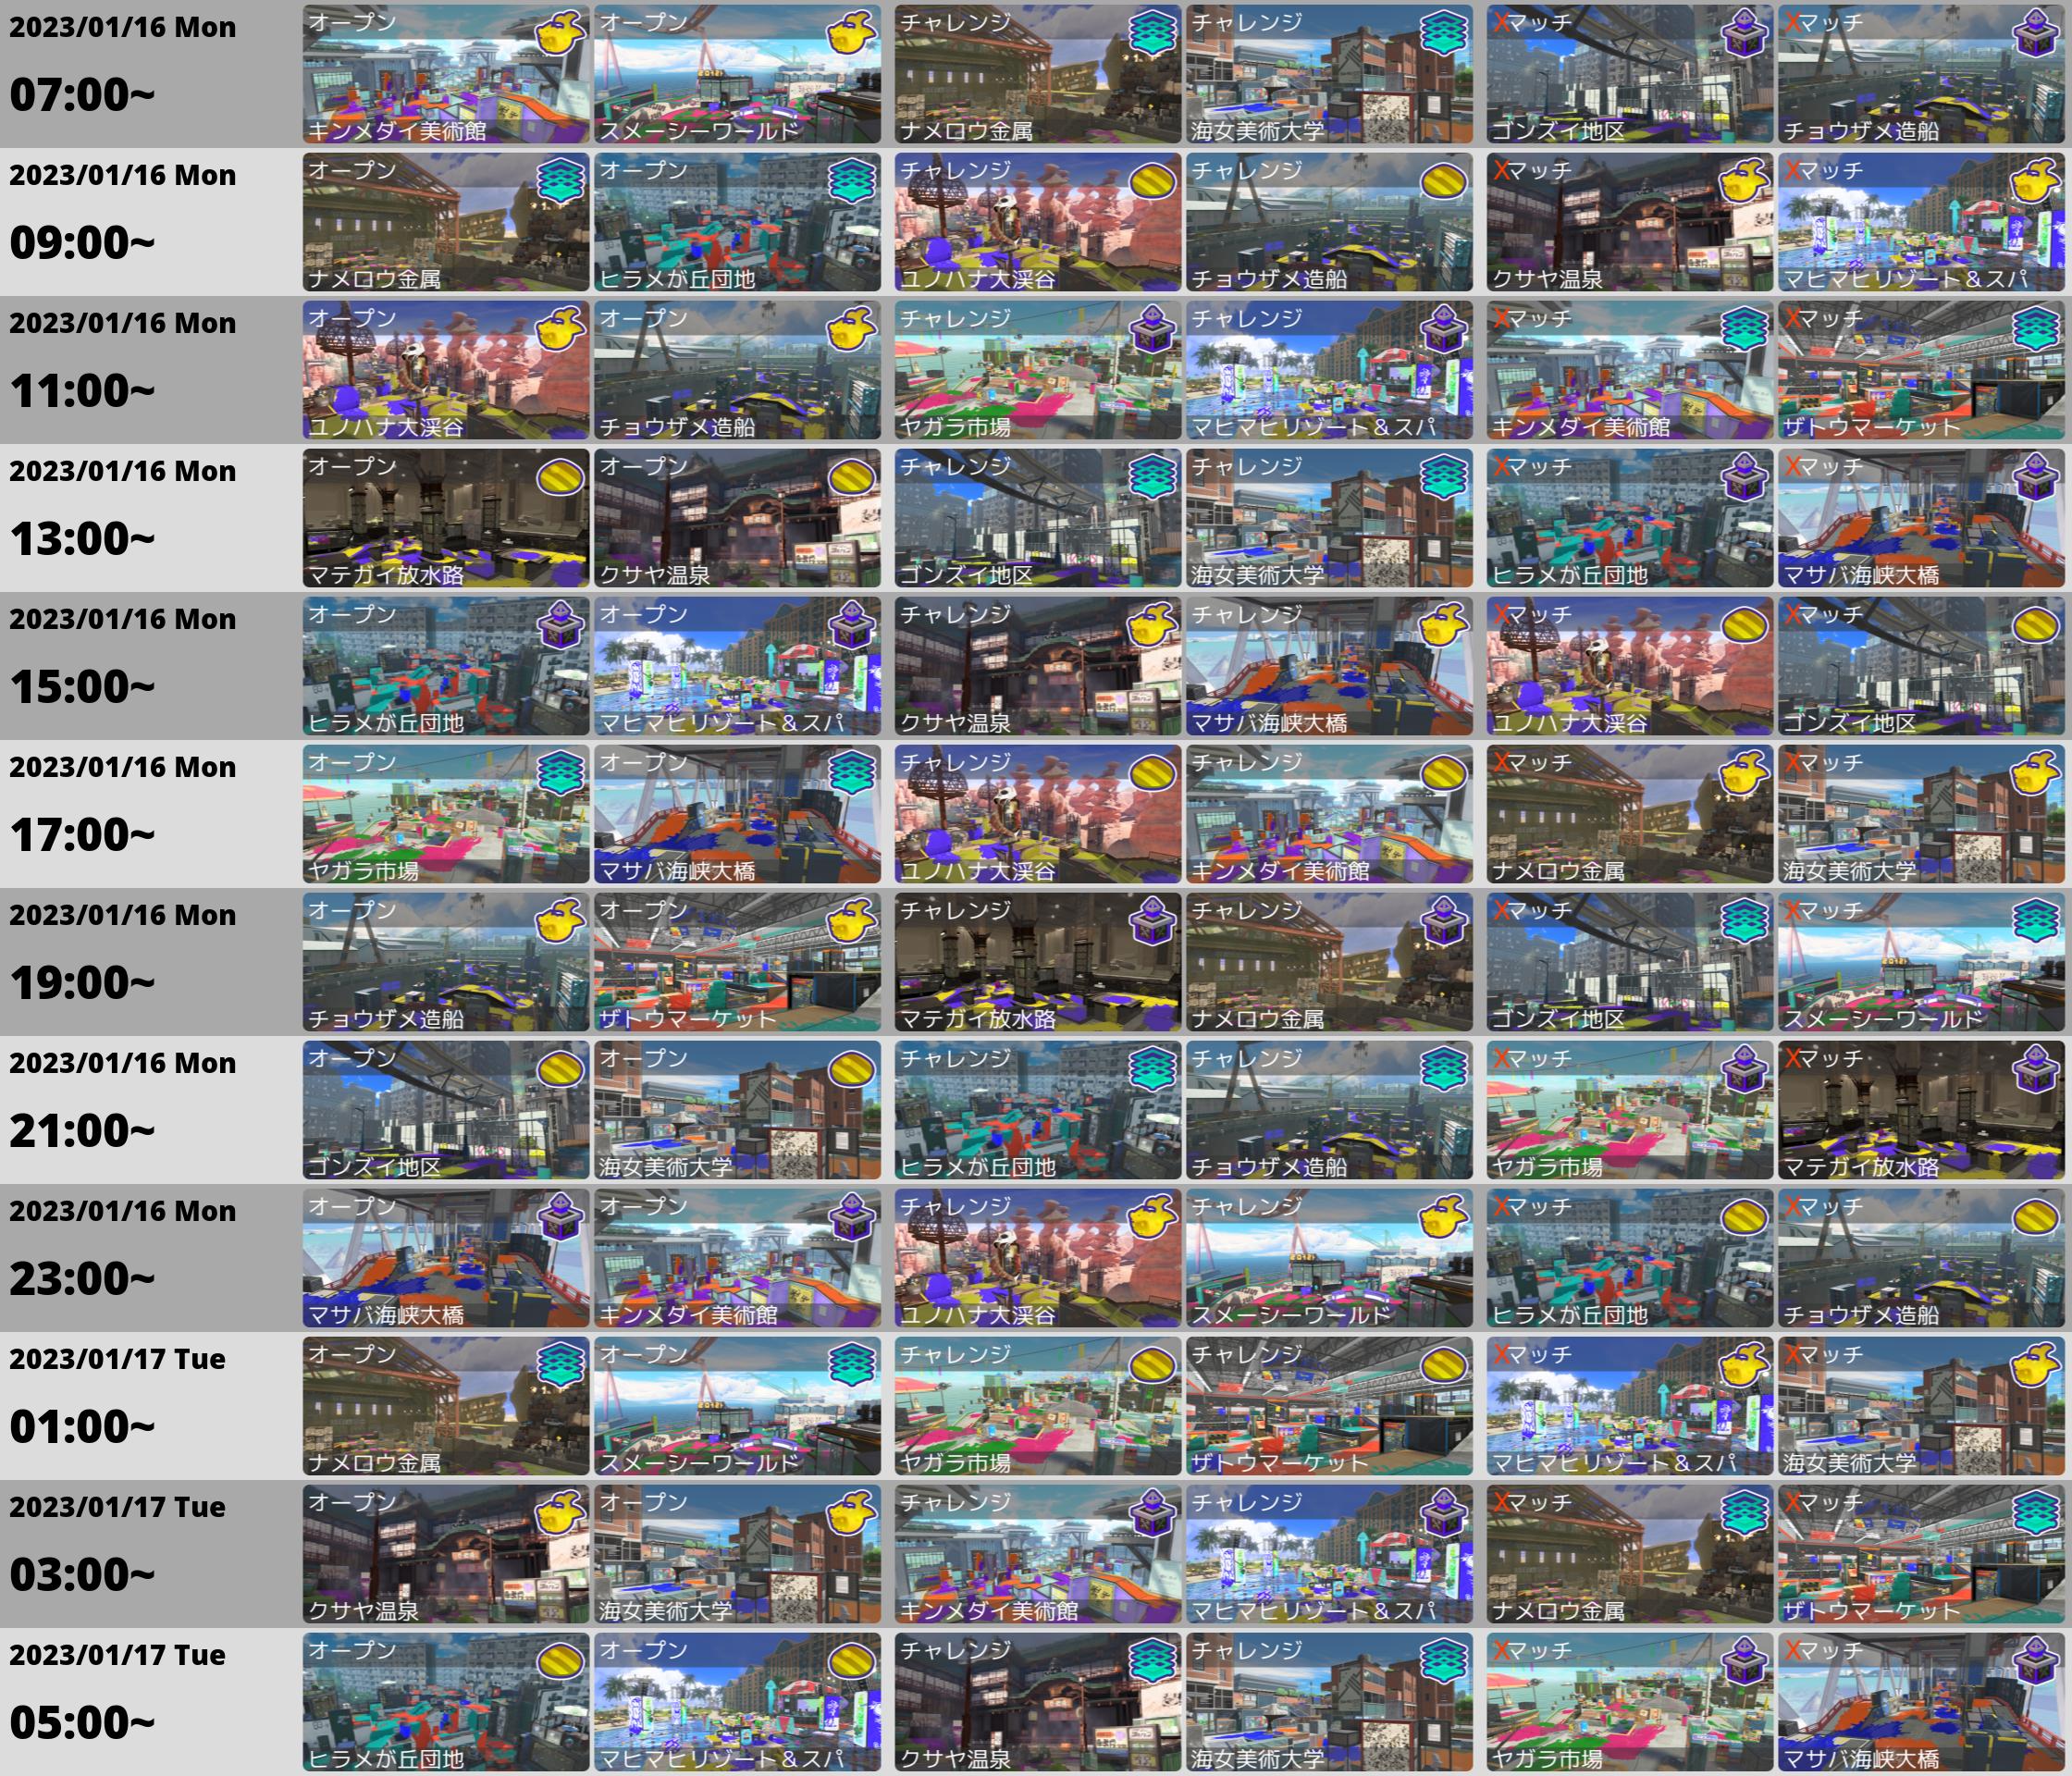 2023/01/16 Mon
07:00~
オープン
キンメダイ美術館
オープン
スメーシーワールド
チャレンジ
ナメロウ金属
チャレンジ
海女美術大学
Xマッチ
ゴンズイ地区
Xマッチ
チョウザメ造船
2023/01/16 Mon
09:00~
オープン
ナメロウ金属
オープン
ヒラメが丘団地
チャレンジ
ユノハナ大渓谷
チャレンジ
チョウザメ造船
Xマッチ
クサヤ温泉
Xマッチ
マヒマヒリゾート&スパ
2023/01/16 Mon
11:00~
オープン
ユノハナ大渓谷
オープン
チョウザメ造船
チャレンジ
ヤガラ市場
チャレンジ
マヒマヒリゾート&スパ
Xマッチ
キンメダイ美術館
Xマッチ
ザトウマーケット
2023/01/16 Mon
13:00~
オープン
マテガイ放水路
オープン
クサヤ温泉
チャレンジ
ゴンズイ地区
チャレンジ
海女美術大学
Xマッチ
ヒラメが丘団地
Xマッチ
マサバ海峡大橋
2023/01/16 Mon
15:00~
オープン
ヒラメが丘団地
オープン
マヒマヒリゾート&スパ
チャレンジ
クサヤ温泉
チャレンジ
マサバ海峡大橋
Xマッチ
ユノハナ大渓谷
Xマッチ
ゴンズイ地区
2023/01/16 Mon
17:00~
オープン
ヤガラ市場
オープン
マサバ海峡大橋
チャレンジ
ユノハナ大渓谷
チャレンジ
キンメダイ美術館
Xマッチ
ナメロウ金属
Xマッチ
海女美術大学
2023/01/16 Mon
19:00~
オープン
チョウザメ造船
オープン
ザトウマーケット
チャレンジ
マテガイ放水路
チャレンジ
ナメロウ金属
Xマッチ
ゴンズイ地区
Xマッチ
スメーシーワールド
2023/01/16 Mon
21:00~
オープン
ゴンズイ地区
オープン
海女美術大学
チャレンジ
ヒラメが丘団地
チャレンジ
チョウザメ造船
Xマッチ
ヤガラ市場
Xマッチ
マテガイ放水路
2023/01/16 Mon
23:00~
オープン
マサバ海峡大橋
オープン
キンメダイ美術館
チャレンジ
ユノハナ大渓谷
チャレンジ
スメーシーワールド
Xマッチ
ヒラメが丘団地
Xマッチ
チョウザメ造船
2023/01/17 Tue
01:00~
オープン
ナメロウ金属
オープン
スメーシーワールド
チャレンジ
ヤガラ市場
チャレンジ
ザトウマーケット
Xマッチ
マヒマヒリゾート&スパ
Xマッチ
海女美術大学
2023/01/17 Tue
03:00~
オープン
クサヤ温泉
オープン
海女美術大学
チャレンジ
キンメダイ美術館
チャレンジ
マヒマヒリゾート&スパ
Xマッチ
ナメロウ金属
Xマッチ
ザトウマーケット
2023/01/17 Tue
05:00~
オープン
ヒラメが丘団地
オープン
マヒマヒリゾート&スパ
チャレンジ
クサヤ温泉
チャレンジ
海女美術大学
Xマッチ
ヤガラ市場
Xマッチ
マサバ海峡大橋